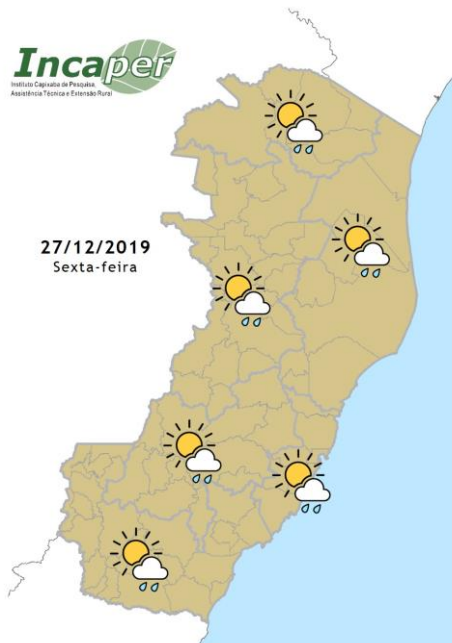 Incaper
Instituto Capixaba de Pesquisa,
Assistência Técnica e Extensão Rural
27/12/2019
Sexta-feira